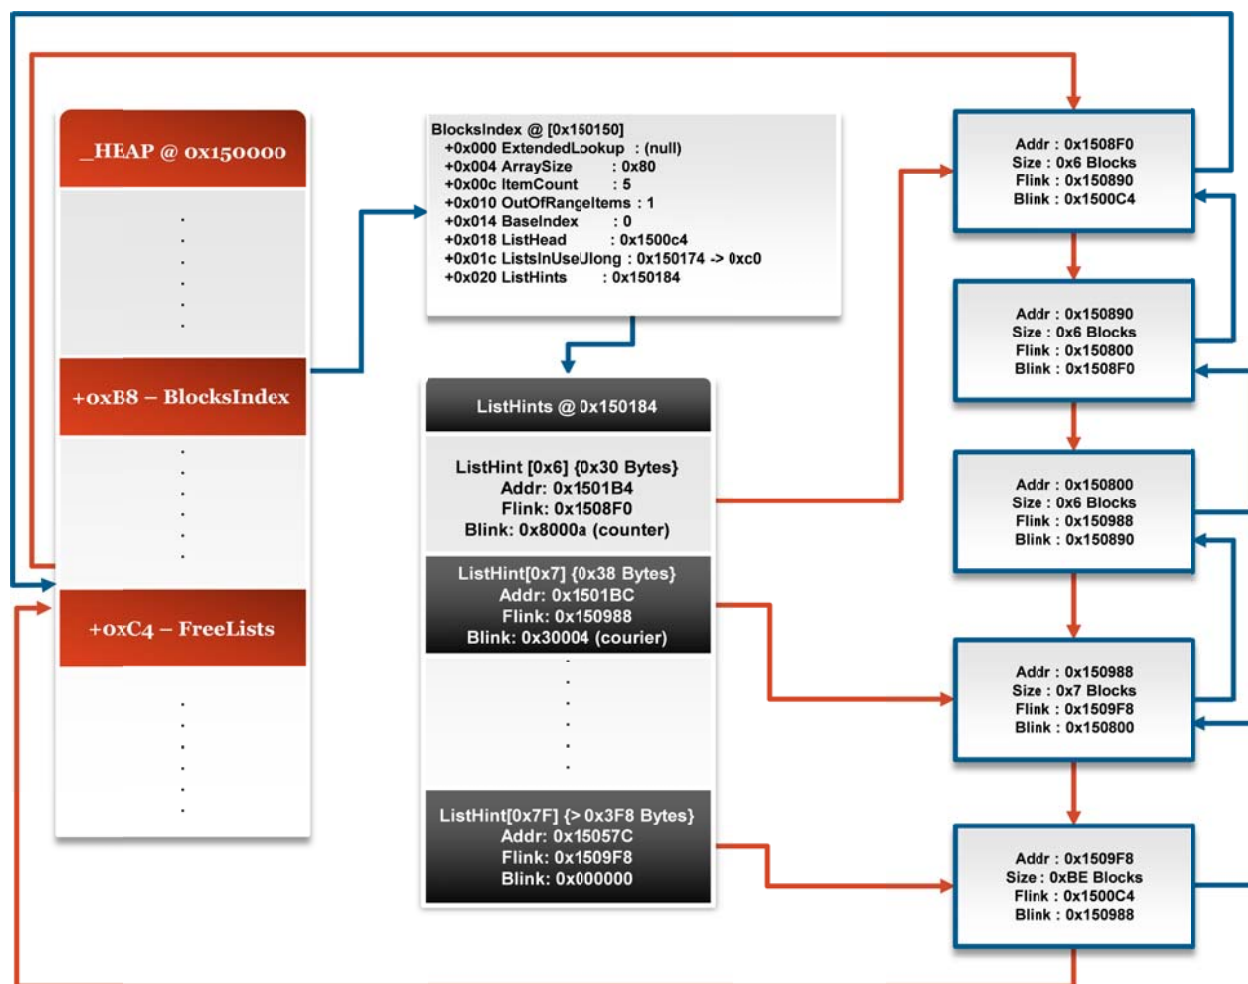 _HEAP @ 0x150000
+0xB8 – BlocksIndex
+0xC4 – FreeLists
BlocksIndex @ [0x150150]
+0x000 ExtendedLookup : (null)
+0x004 ArraySize : 0x80
+0x00c ItemCount : 5
+0x010 OutOfRangeItems : 1
+0x014 BaseIndex : 0
+0x018 ListHead : 0x1500c4
+0x01c ListsInUseUlong : 0x150174 -> 0xc0
+0x020 ListHints : 0x150184
ListHints @ 0x150184
ListHint [0x6] {0x30 Bytes}
Addr: 0x1501B4
Flink: 0x1508F0
Blink: 0x8000a (counter)
ListHint[0x7] {0x38 Bytes}
Addr: 0x1501BC
Flink: 0x150988
Blink: 0x30004 (courier)
ListHint[0x7F] {> 0x3F8 Bytes}
Addr: 0x15057C
Flink: 0x1509F8
Blink: 0x000000
Addr : 0x1508F0
Size : 0x6 Blocks
Flink : 0x150890
Blink : 0x1500C4
Addr : 0x150890
Size : 0x6 Blocks
Flink : 0x150800
Blink : 0x1508F0
Addr : 0x150800
Size : 0x6 Blocks
Flink : 0x150988
Blink : 0x150890
Addr : 0x150988
Size : 0x7 Blocks
Flink : 0x1509F8
Blink : 0x150800
Addr : 0x1509F8
Size : 0xBE Blocks
Flink : 0x1500C4
Blink : 0x150988